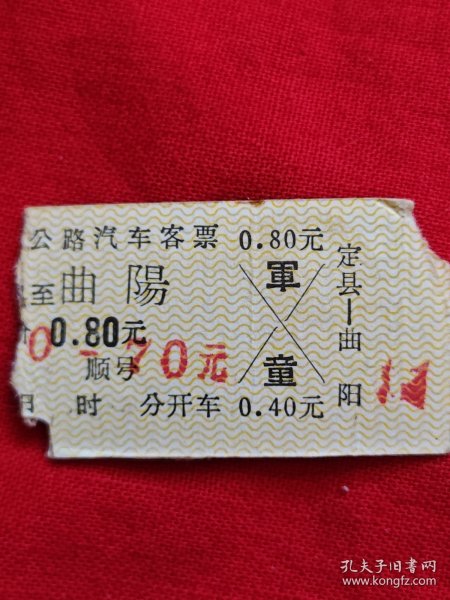 公路汽车客票 0.80元
至曲陽 軍
0.80元
0-70元
顺号 童
时 分开车 0.40元
定县—曲阳
孔夫子旧书网
www.kongfz.com